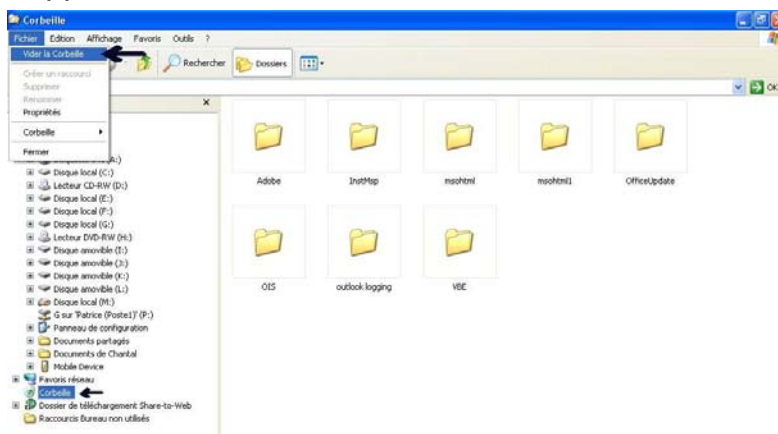 Corbeille
Fichier Edition Affichage Favoris Outils ?
Vider la Corbeille
Rechercher Dossiers
Créer un raccourci
Supprimer
Renommer
Propriétés
OK
x
Corbeille
Fermer
(A:)
Disque local (C:)
Lecteur CD-RW (D:)
Disque local (E:)
Disque local (F:)
Disque local (G:)
Lecteur DVD-RW (H:)
Disque amovible (I:)
Disque amovible (J:)
Disque amovible (K:)
Disque amovible (L:)
Disque local (M:)
G sur 'Patrice (Poste1)' (P:)
Panneau de configuration
Documents partagés
Documents de Chantal
Mobile Device
Favoris réseau
Corbeille
Dossier de téléchargement Share-to-Web
Raccourcis Bureau non utilisés
Adobe InstMsp msohtml msohtml1 OfficeUpdate
OIS outlook logging VBE